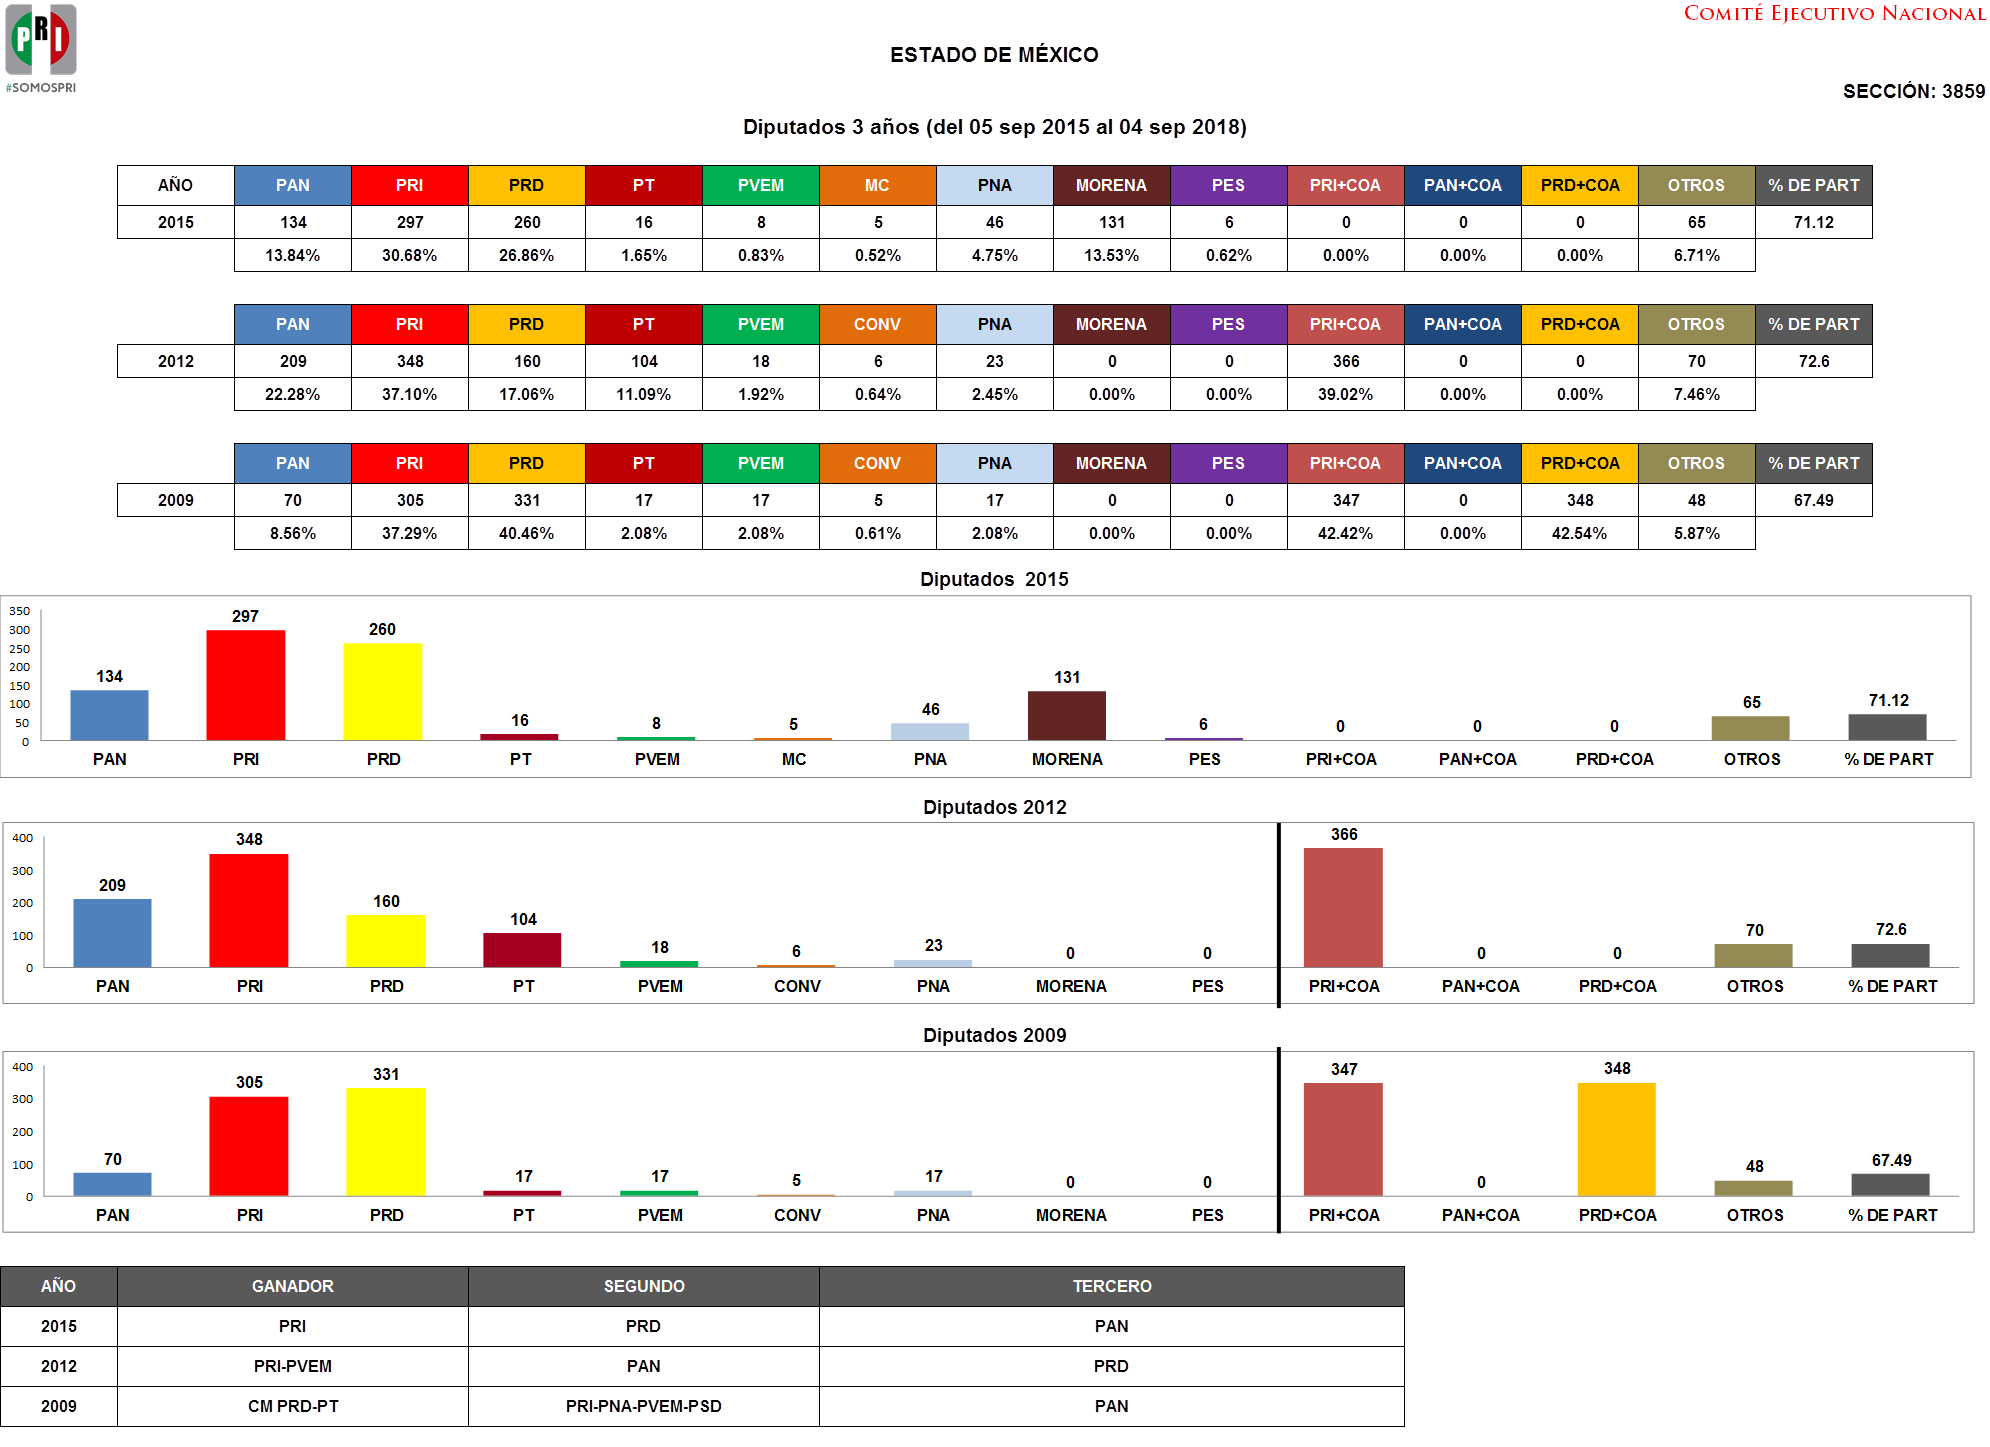 PRI
#SOMOSPRI
COMITÉ EJECUTIVO NACIONAL
ESTADO DE MÉXICO
SECCIÓN: 3859
Diputados 3 años (del 05 sep 2015 al 04 sep 2018)
AÑO PAN PRI PRD PT PVEM MC PNA MORENA PES PRI+COA PAN+COA PRD+COA OTROS % DE PART
2015 134 297 260 16 8 5 46 131 6 0 0 0 65 71.12
13.84% 30.68% 26.86% 1.65% 0.83% 0.52% 4.75% 13.53% 0.62% 0.00% 0.00% 0.00% 6.71%
PAN PRI PRD PT PVEM CONV PNA MORENA PES PRI+COA PAN+COA PRD+COA OTROS % DE PART
2012 209 348 160 104 18 6 23 0 0 366 0 0 70 72.6
22.28% 37.10% 17.06% 11.09% 1.92% 0.64% 2.45% 0.00% 0.00% 39.02% 0.00% 0.00% 7.46%
PAN PRI PRD PT PVEM CONV PNA MORENA PES PRI+COA PAN+COA PRD+COA OTROS % DE PART
2009 70 305 331 17 17 5 17 0 0 347 0 348 48 67.49
8.56% 37.29% 40.46% 2.08% 2.08% 0.61% 2.08% 0.00% 0.00% 42.42% 0.00% 42.54% 5.87%
Diputados 2015
350
300
250
200
150
100
50
0
134 297 260 16 8 5 46 131 6 0 0 0 65 71.12
PAN PRI PRD PT PVEM MC PNA MORENA PES PRI+COA PAN+COA PRD+COA OTROS % DE PART
Diputados 2012
400
300
200
100
0
209 348 160 104 18 6 23 0 0 366 0 0 70 72.6
PAN PRI PRD PT PVEM CONV PNA MORENA PES PRI+COA PAN+COA PRD+COA OTROS % DE PART
Diputados 2009
400
300
200
100
0
70 305 331 17 17 5 17 0 0 347 0 348 48 67.49
PAN PRI PRD PT PVEM CONV PNA MORENA PES PRI+COA PAN+COA PRD+COA OTROS % DE PART
AÑO GANADOR SEGUNDO TERCERO
2015 PRI PRD PAN
2012 PRI-PVEM PAN PRD
2009 CM PRD-PT PRI-PNA-PVEM-PSD PAN